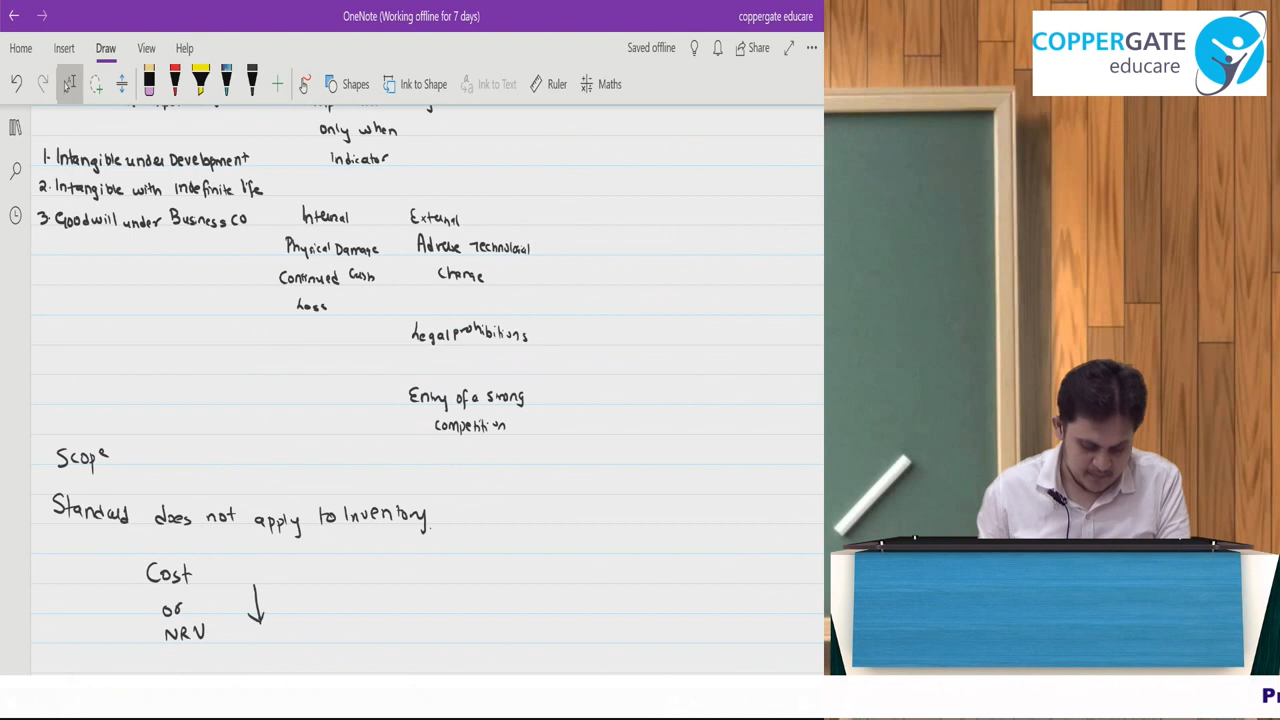 OneNote (Working offline for 7 days)
coppergate educare
Home Insert Draw View Help
Saved offline
Share
Shapes
Ink to Shape
Ink to Text
Ruler
Maths
only when
Indicator
1. Intangible under Development
2. Intangible with indefinite life
3. Goodwill under Business Co
Internal
Physical Damage
Continued Cash
Loss
External
Adverse Technological
Change
Legal prohibitions
Entry of a strong
competition
Scope
Standard does not apply to Inventory.
Cost
or
NRV
COPPERGATE
educare
Pr